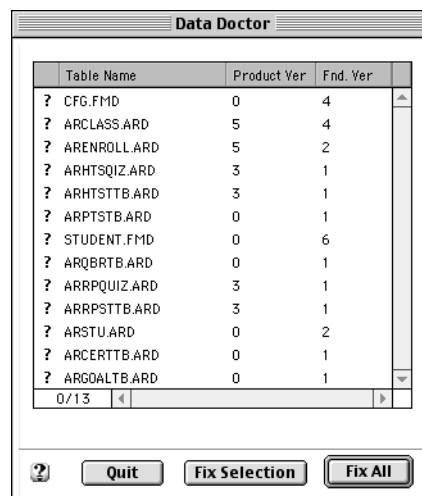 Data Doctor
Table Name Product Ver Fnd. Ver
? CFG.FMD 0 4
? ARCLASS.ARD 5 4
? ARENROLL.ARD 5 2
? ARHTSQIZ.ARD 3 1
? ARHTSTTB.ARD 3 1
? ARPTSTB.ARD 0 1
? STUDENT.FMD 0 6
? ARQBRTB.ARD 0 1
? ARRPQUIZ.ARD 3 1
? ARRPSTTB.ARD 3 1
? ARSTU.ARD 0 2
? ARCERTTB.ARD 0 1
? ARGOALTB.ARD 0 1
0/13
? Quit Fix Selection Fix All